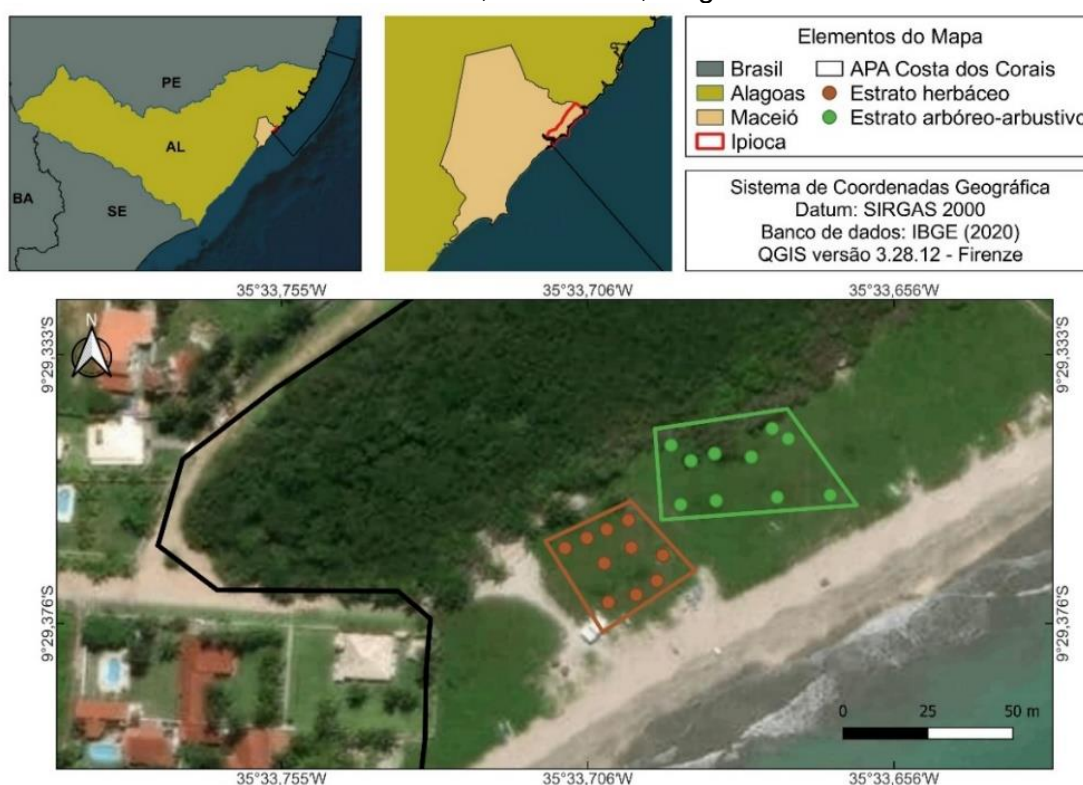 PE
AL
BA
SE
Elementos do Mapa
Brasil
Alagoas
Maceió
Ipioca
APA Costa dos Corais
Estrato herbáceo
Estrato arbóreo-arbustivo
Sistema de Coordenadas Geográfica
Datum: SIRGAS 2000
Banco de dados: IBGE (2020)
QGIS versão 3.28.12 - Firenze
35°33,755'W 35°33,706'W 35°33,656'W
N
9°29,333'S 9°29,333'S
9°29,376'S 9°29,376'S
0 25 50 m
35°33,755'W 35°33,706'W 35°33,656'W